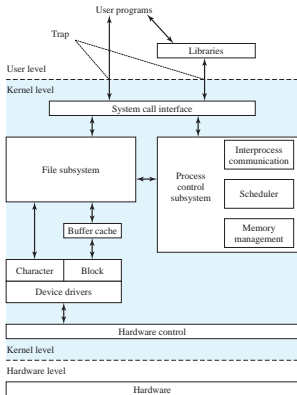 User programs
Trap
Libraries
User level
Kernel level
System call interface
File subsystem
Process
control
subsystem
Interprocess
communication
Scheduler
Memory
management
Buffer cache
Character
Block
Device drivers
Hardware control
Kernel level
Hardware level
Hardware